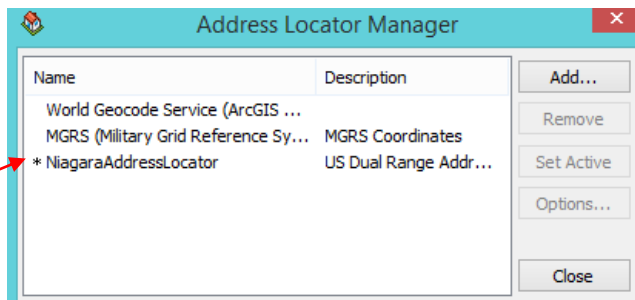 Address Locator Manager
Name Description
World Geocode Service (ArcGIS ...
MGRS (Military Grid Reference Sy... MGRS Coordinates
* NiagaraAddressLocator US Dual Range Addr...
Add...
Remove
Set Active
Options...
Close